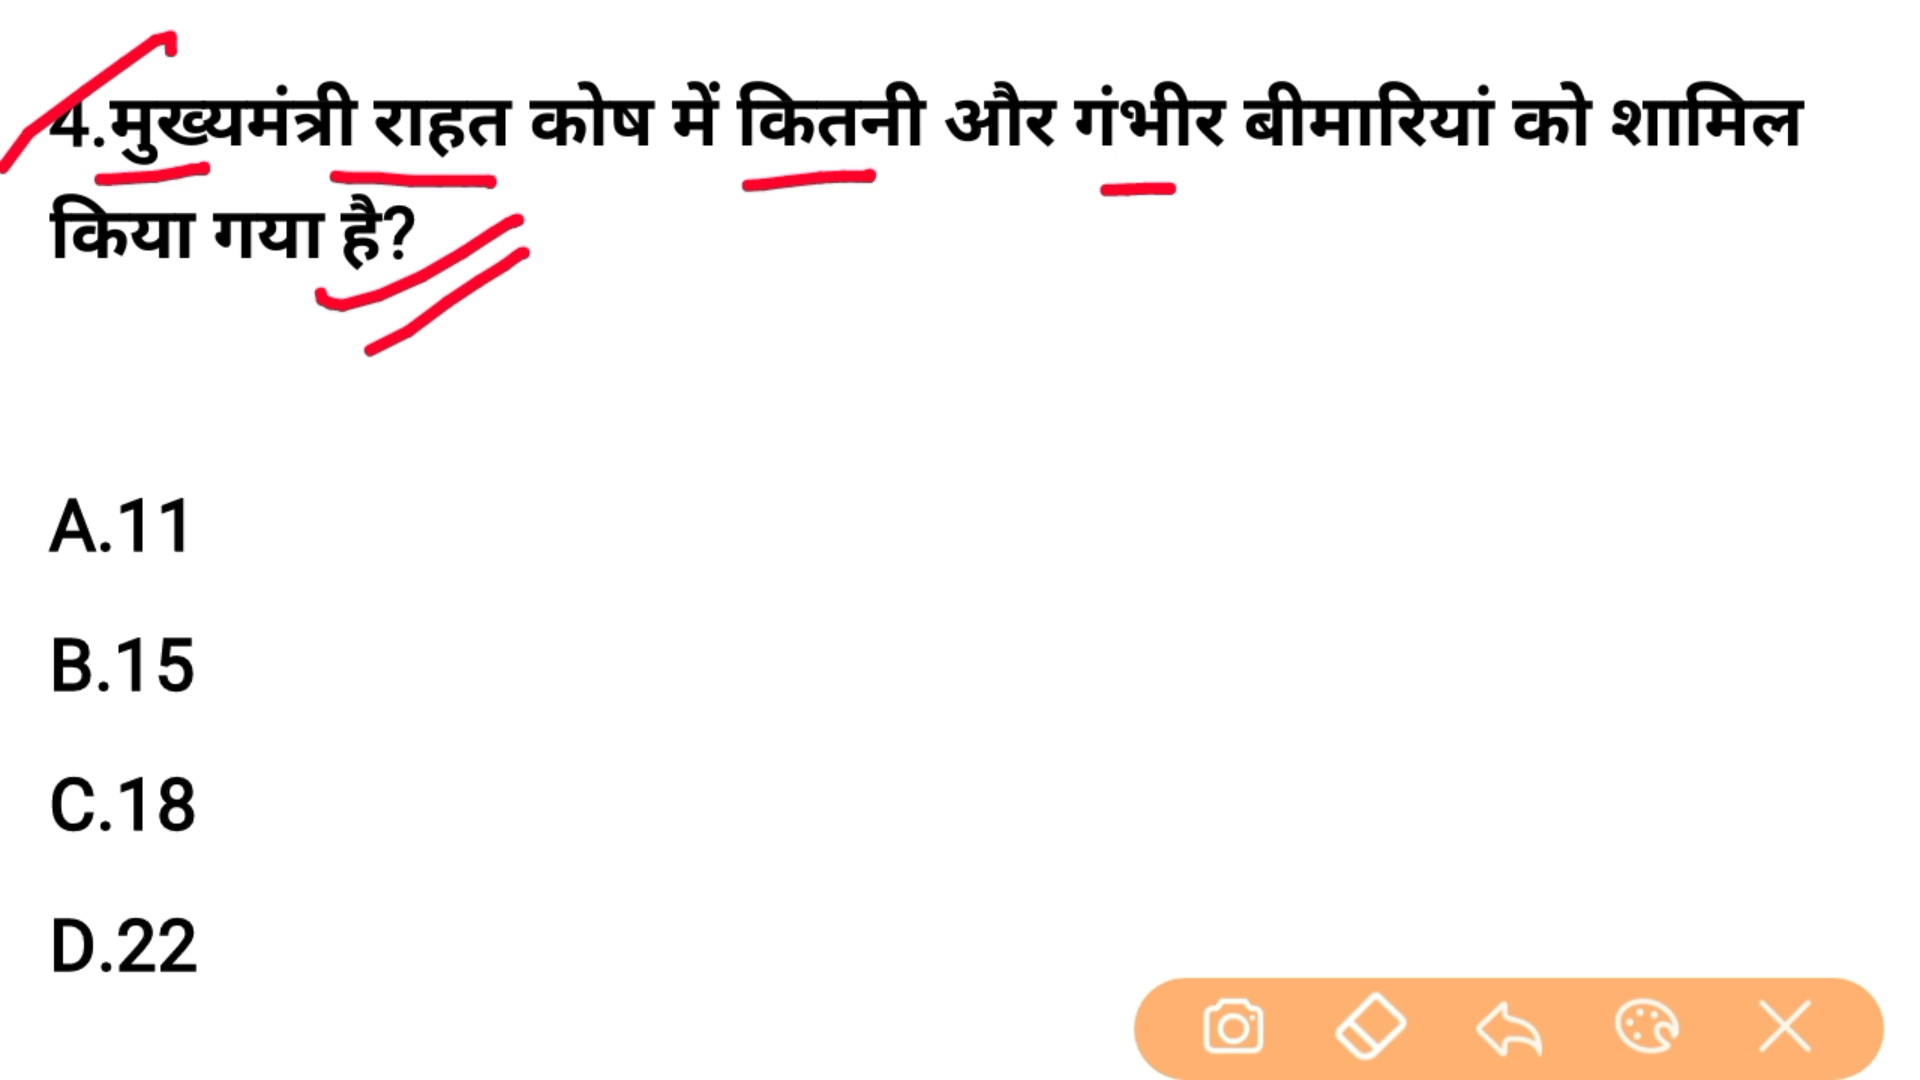 4.मुख्यमंत्री राहत कोष में कितनी और गंभीर बीमारियां को शामिल
किया गया है?
A.11
B.15
C.18
D.22